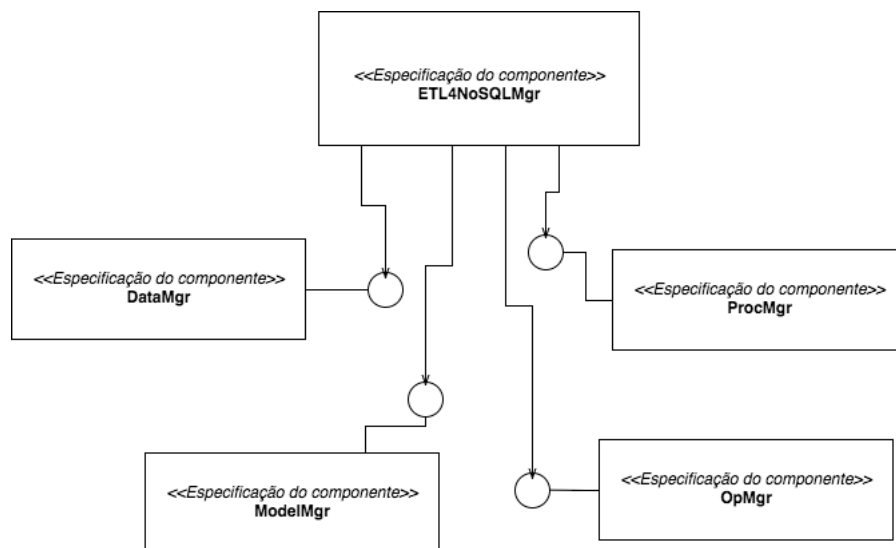 <<Especificação do componente>>
ETL4NoSQLMgr
<<Especificação do componente>>
DataMgr
<<Especificação do componente>>
ProcMgr
<<Especificação do componente>>
ModelMgr
<<Especificação do componente>>
OpMgr